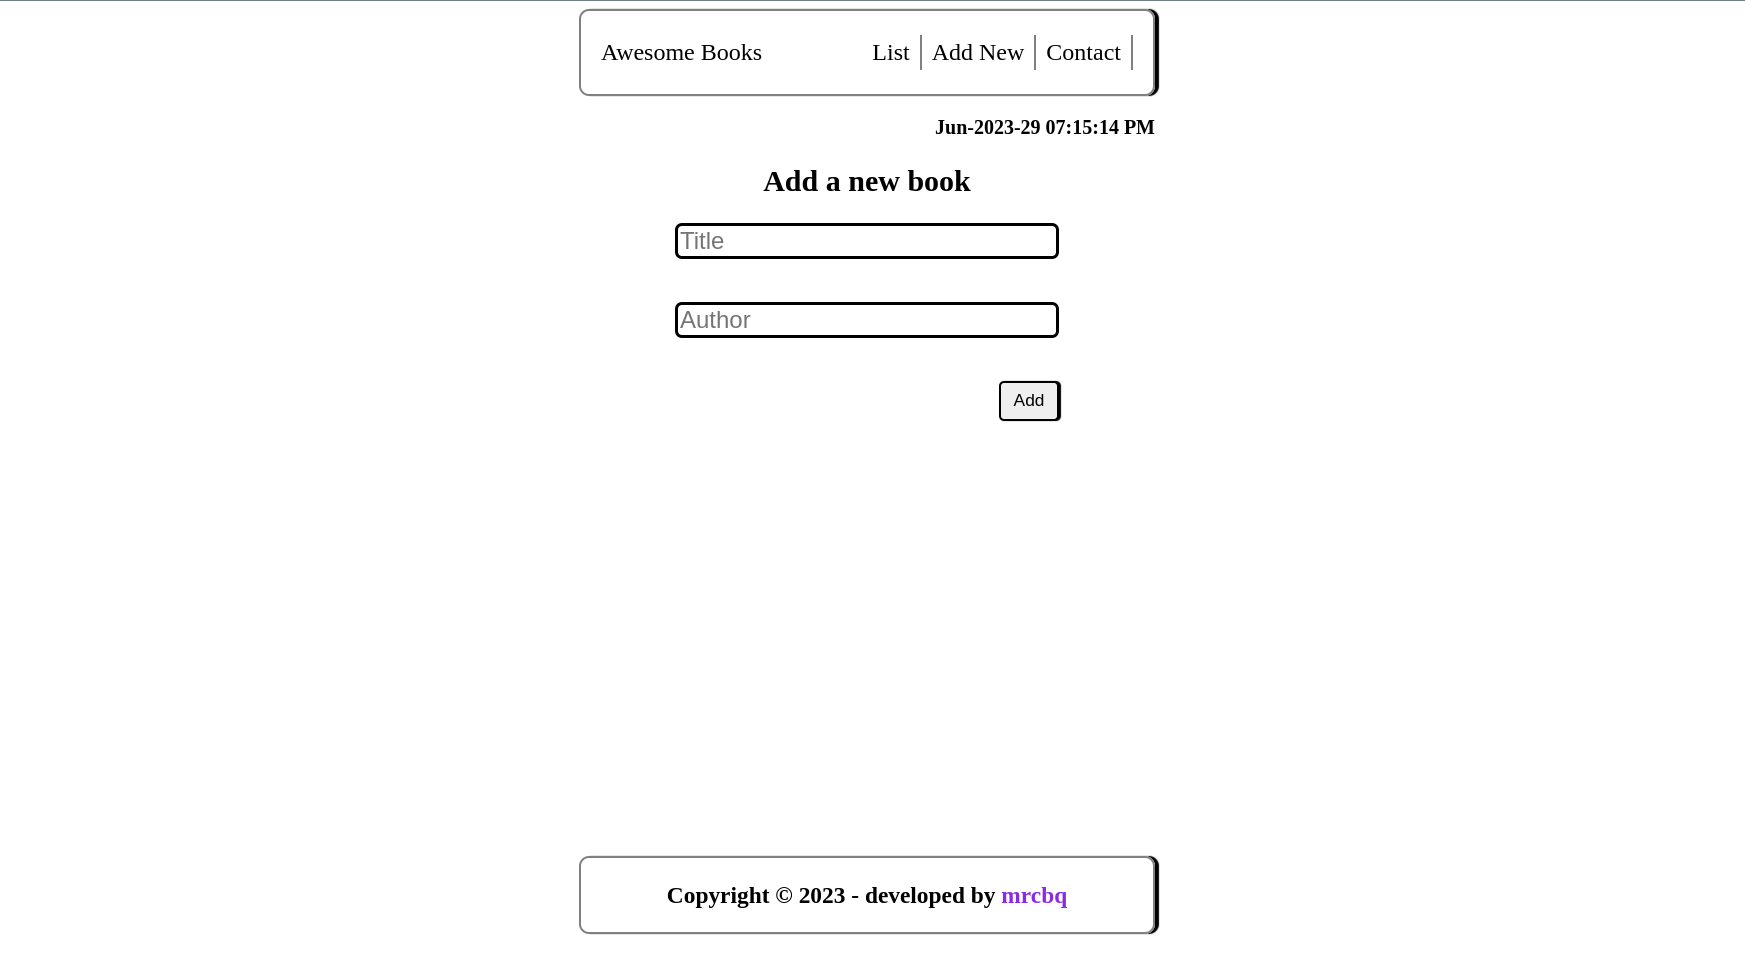 Awesome Books List Add New Contact
Jun-2023-29 07:15:14 PM
Add a new book
Title
Author
Add
Copyright © 2023 - developed by mrcbq